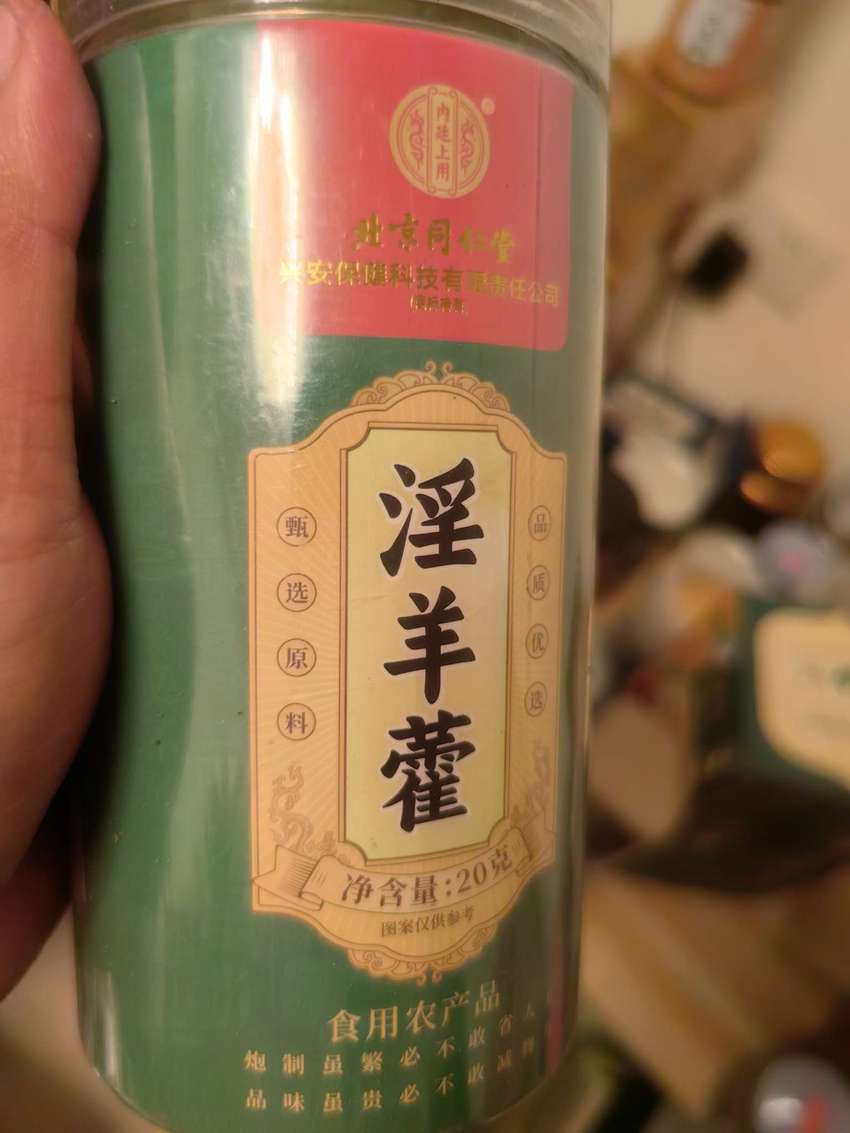 内廷上用
北京同仁堂
兴安保健科技有限责任公司
淫羊藿
甄选原料
品质优选
净含量:20克
图案仅供参考
食用农产品
炮制虽繁必不敢省人
品味虽贵必不敢减物